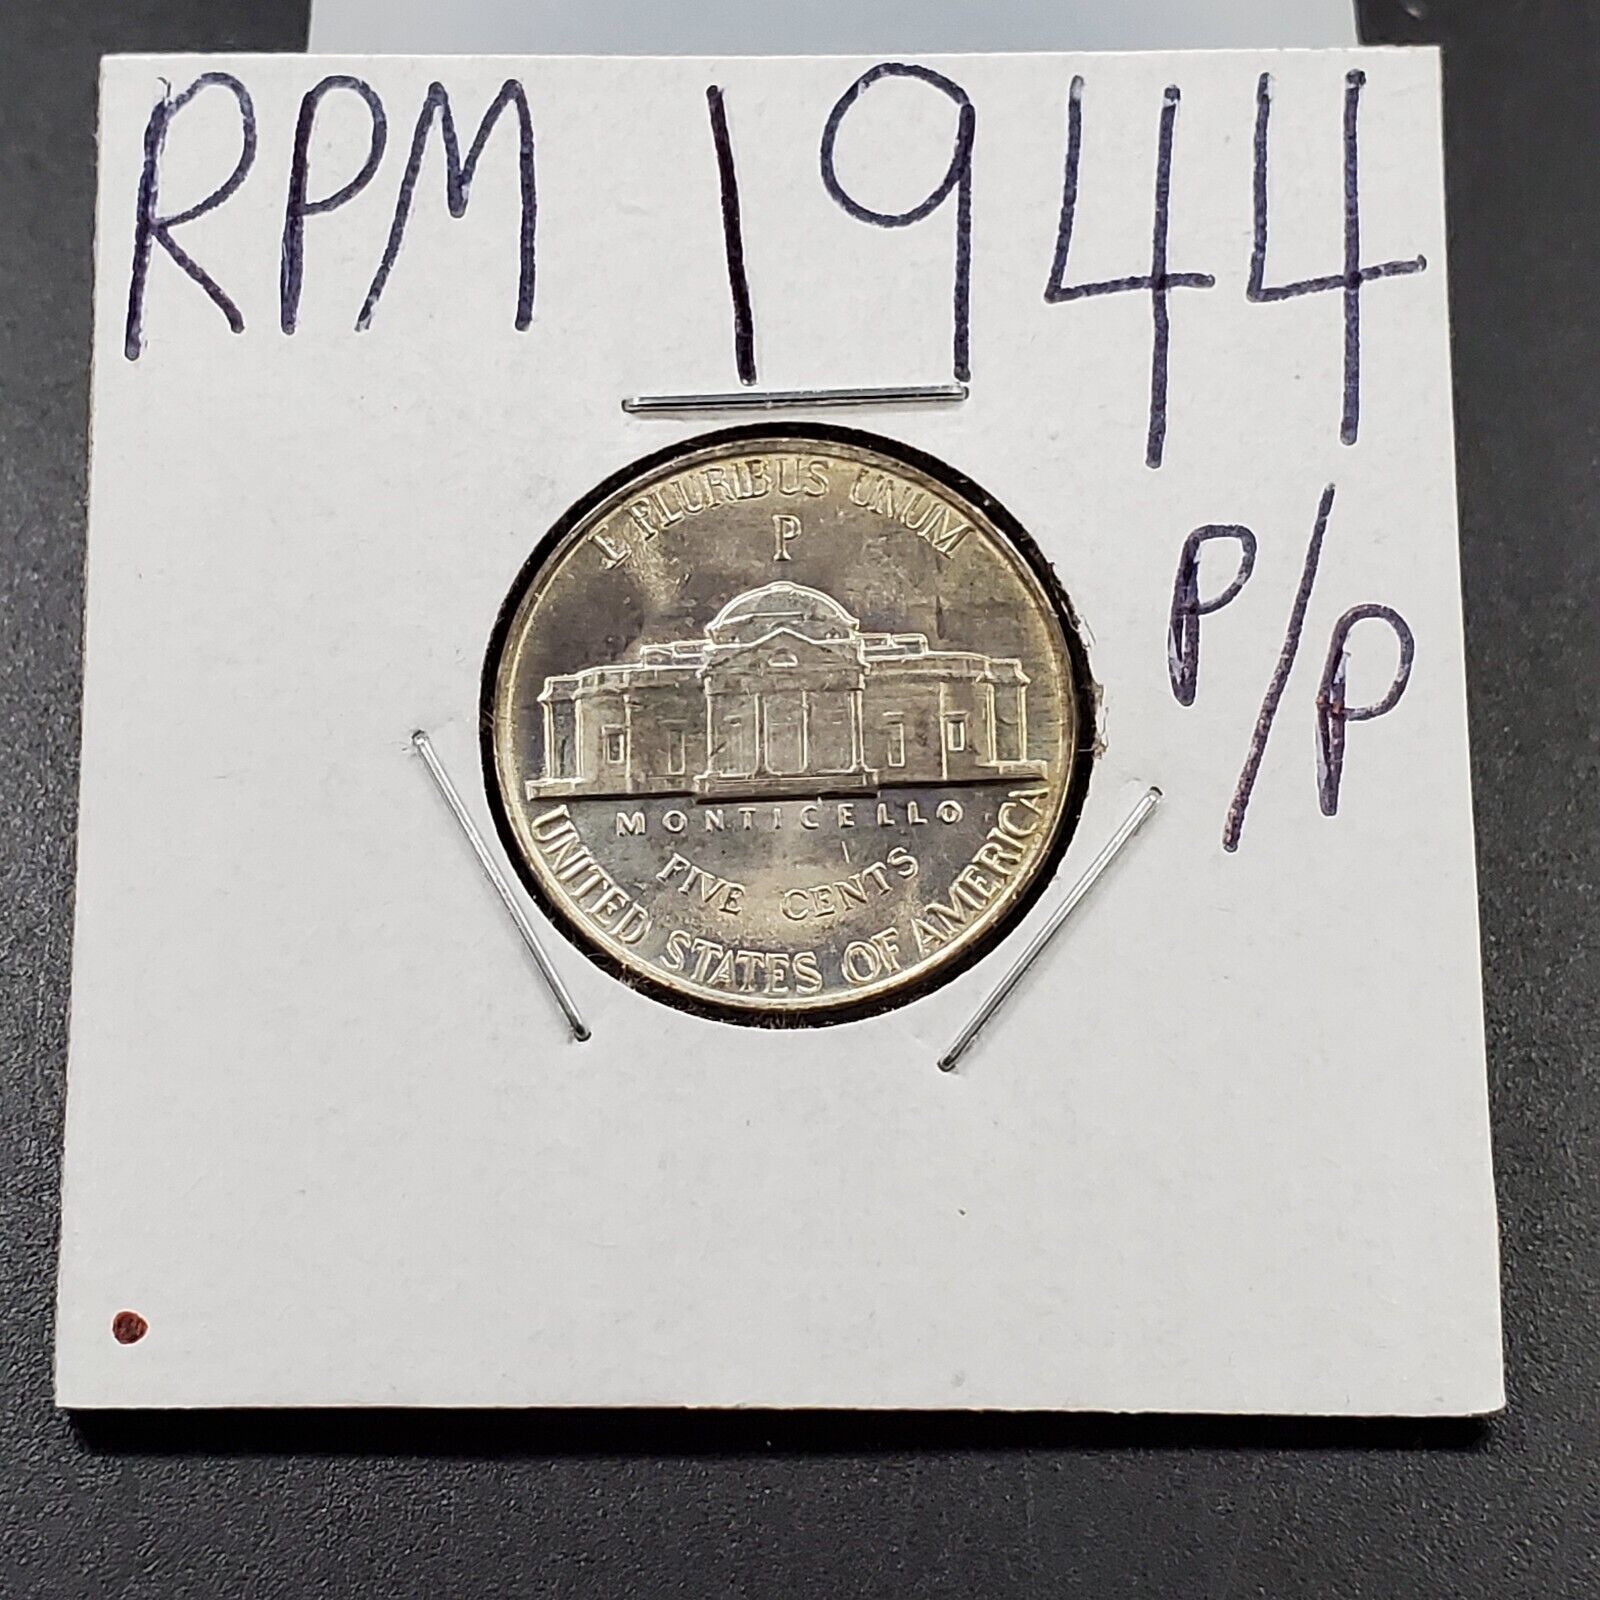 RPM 1944
P/P
E PLURIBUS UNUM
P
MONTICELLO
FIVE CENTS
UNITED STATES OF AMERICA